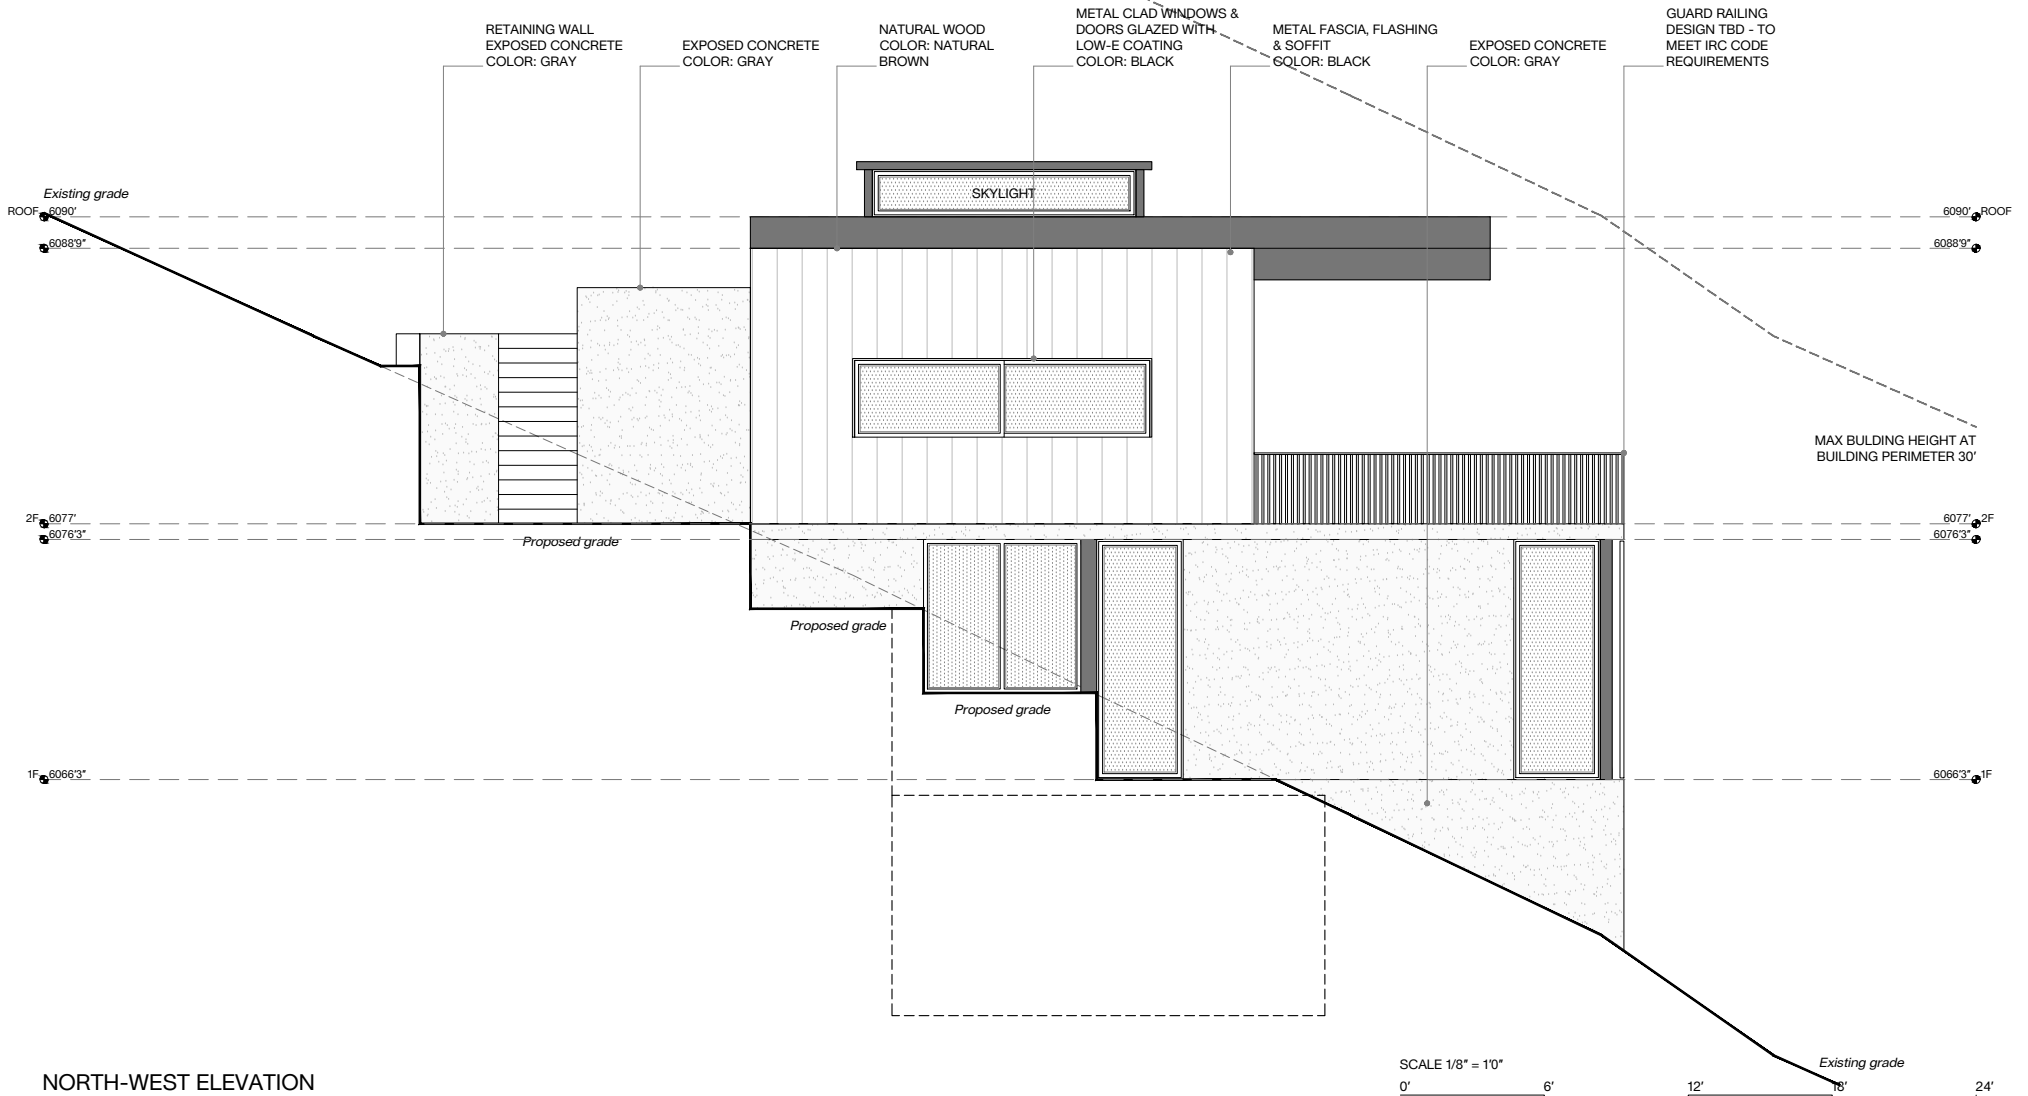 RETAINING WALL
EXPOSED CONCRETE
COLOR: GRAY
EXPOSED CONCRETE
COLOR: GRAY
NATURAL WOOD
COLOR: NATURAL
BROWN
METAL CLAD WINDOWS &
DOORS GLAZED WITH
LOW-E COATING
COLOR: BLACK
METAL FASCIA, FLASHING
& SOFFIT
COLOR: BLACK
EXPOSED CONCRETE
COLOR: GRAY
GUARD RAILING
DESIGN TBD - TO
MEET IRC CODE
REQUIREMENTS
Existing grade
SKYLIGHT
ROOF 6090'
6090' ROOF
6088'9"
6088'9"
MAX BULDING HEIGHT AT
BUILDING PERIMETER 30'
2F 6077'
6077' 2F
6076'3"
6076'3"
Proposed grade
Proposed grade
Proposed grade
1F 6066'3"
6066'3" 1F
NORTH-WEST ELEVATION
SCALE 1/8" = 1'0"
Existing grade
0' 6' 12' 18' 24'